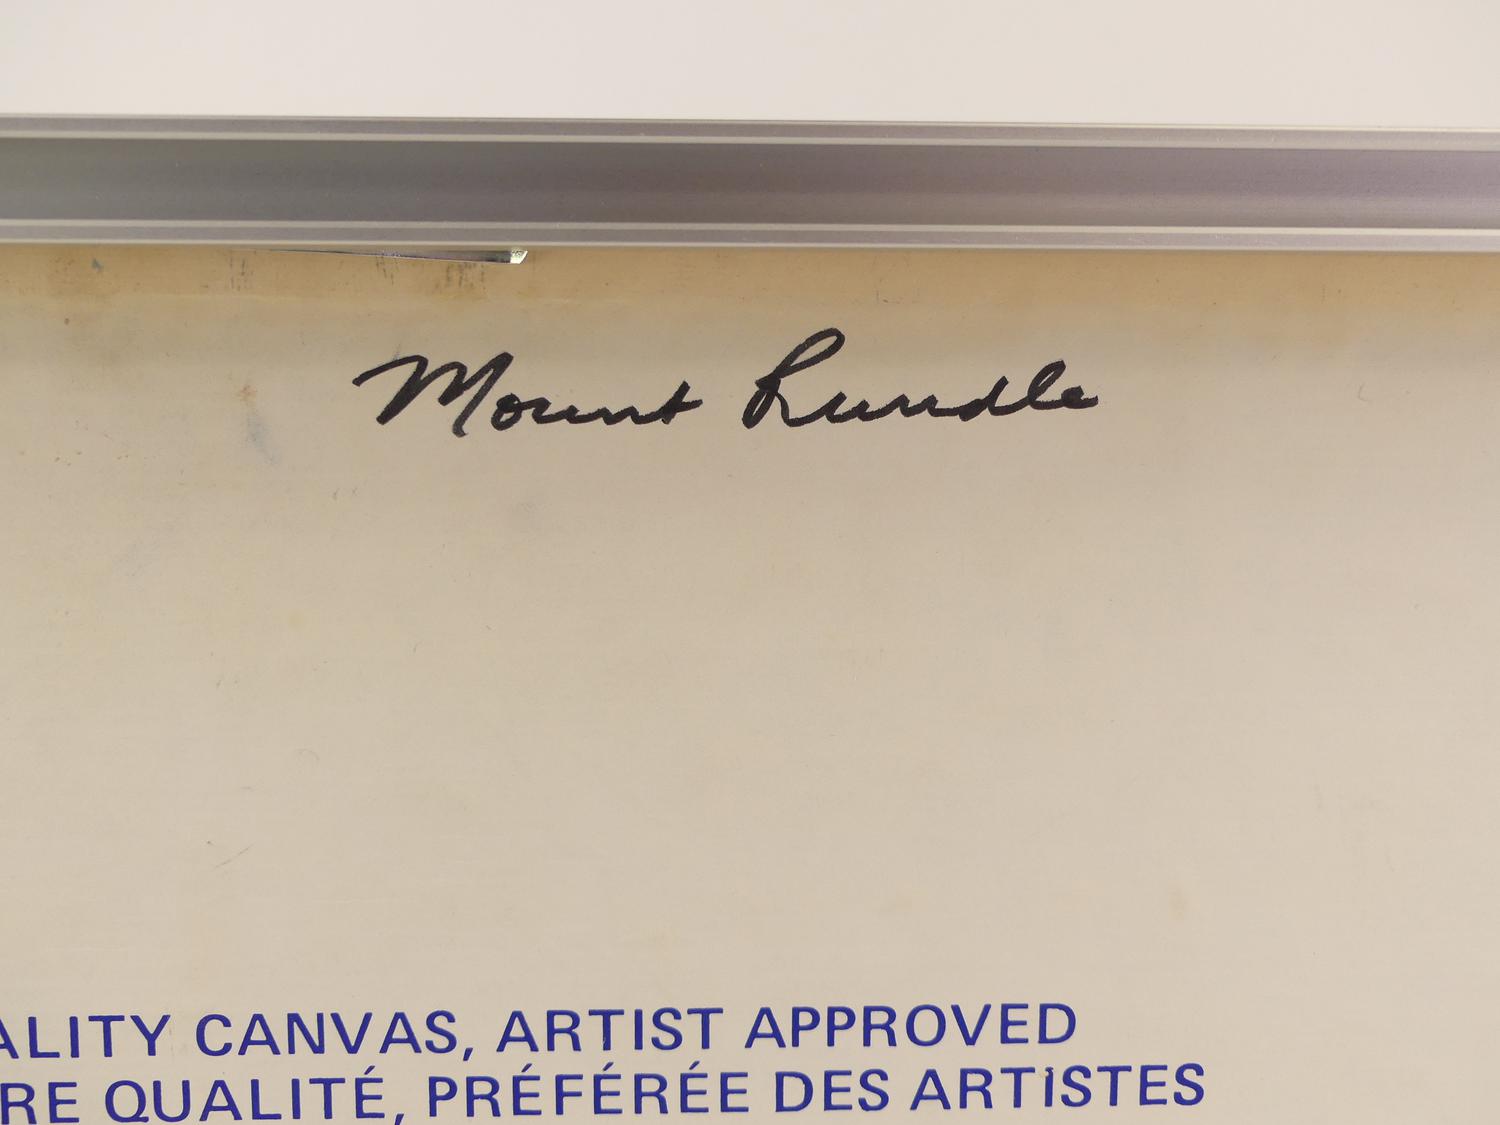 Mount Rundle
ALITY CANVAS, ARTIST APPROVED
RE QUALITÉ, PRÉFÉRÉE DES ARTISTES